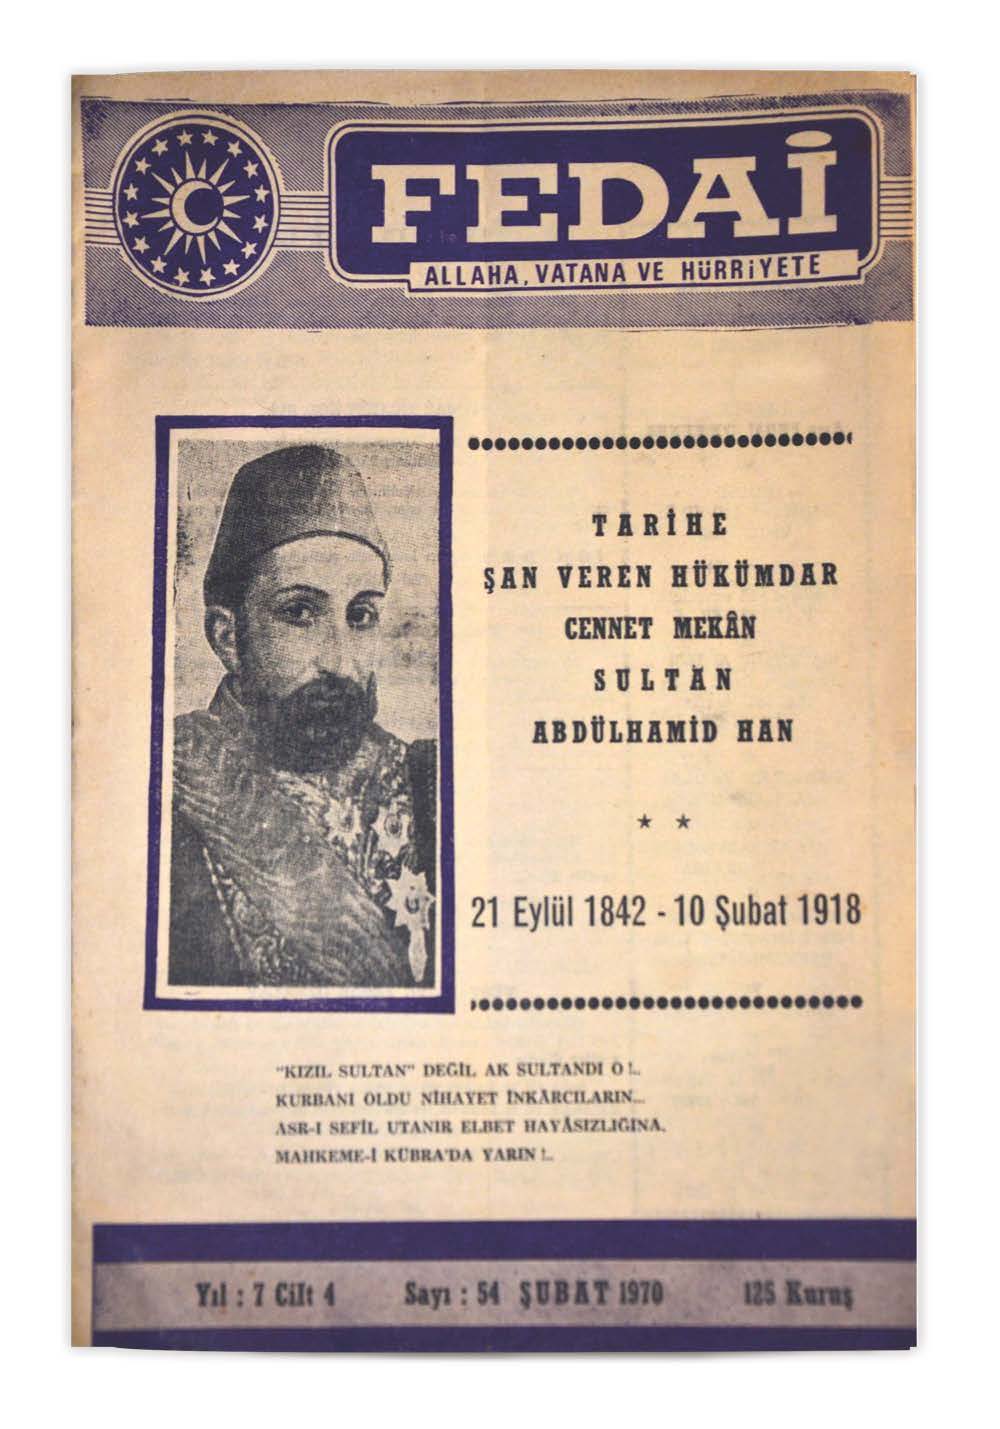 FEDAİ
ALLAHA, VATANA VE HÜRRİYETE
TARİHE
ŞAN VEREN HÜKÜMDAR
CENNET MEKÂN
SULTAN
ABDÜLHAMİD HAN
21 Eylül 1842 - 10 Şubat 1918
"KIZIL SULTAN" DEĞİL AK SULTANDI O !..
KURBANI OLDU NİHAYET İNKÂRCILARIN...
ASR-I SEFİL UTANIR ELBET HAYÂSIZLIĞINA.
MAHKEME-İ KÜBRA'DA YARIN !..
Yıl : 7 Cilt 4 Sayı : 54 ŞUBAT 1970 125 Kuruş